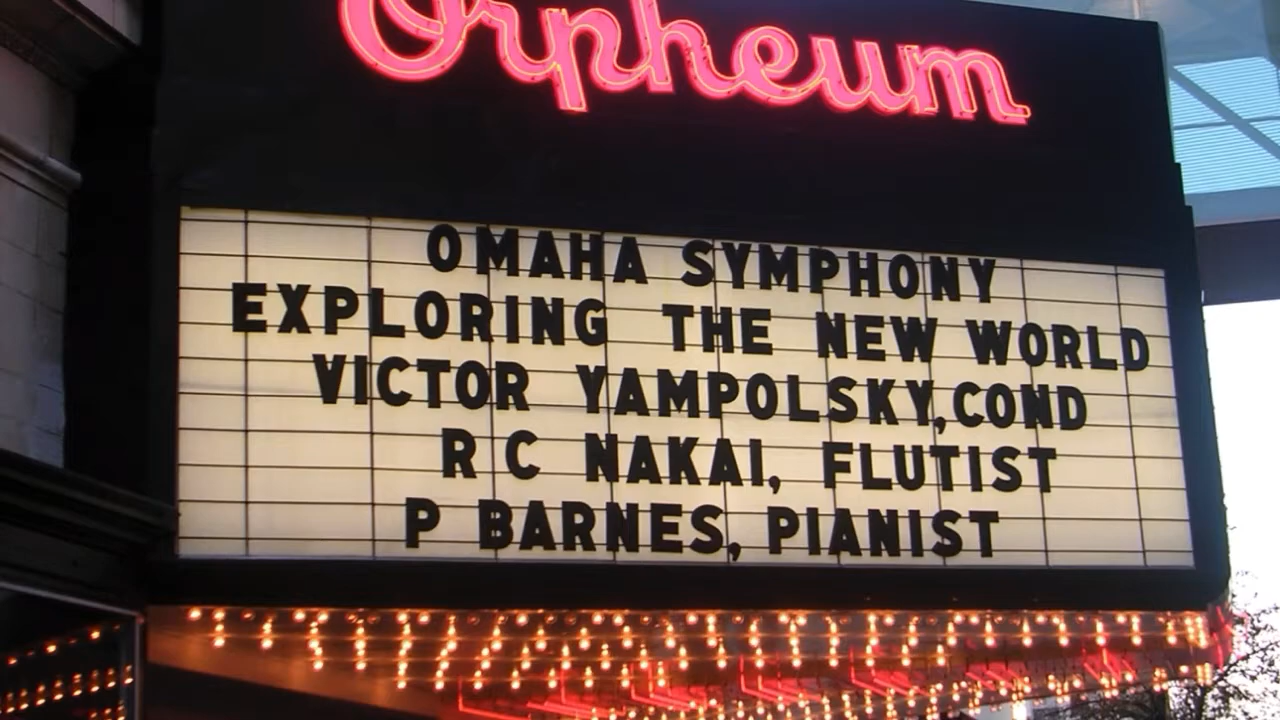 Orpheum
OMAHA SYMPHONY
EXPLORING THE NEW WORLD
VICTOR YAMPOLSKY,COND
R C NAKAI, FLUTIST
P BARNES, PIANIST